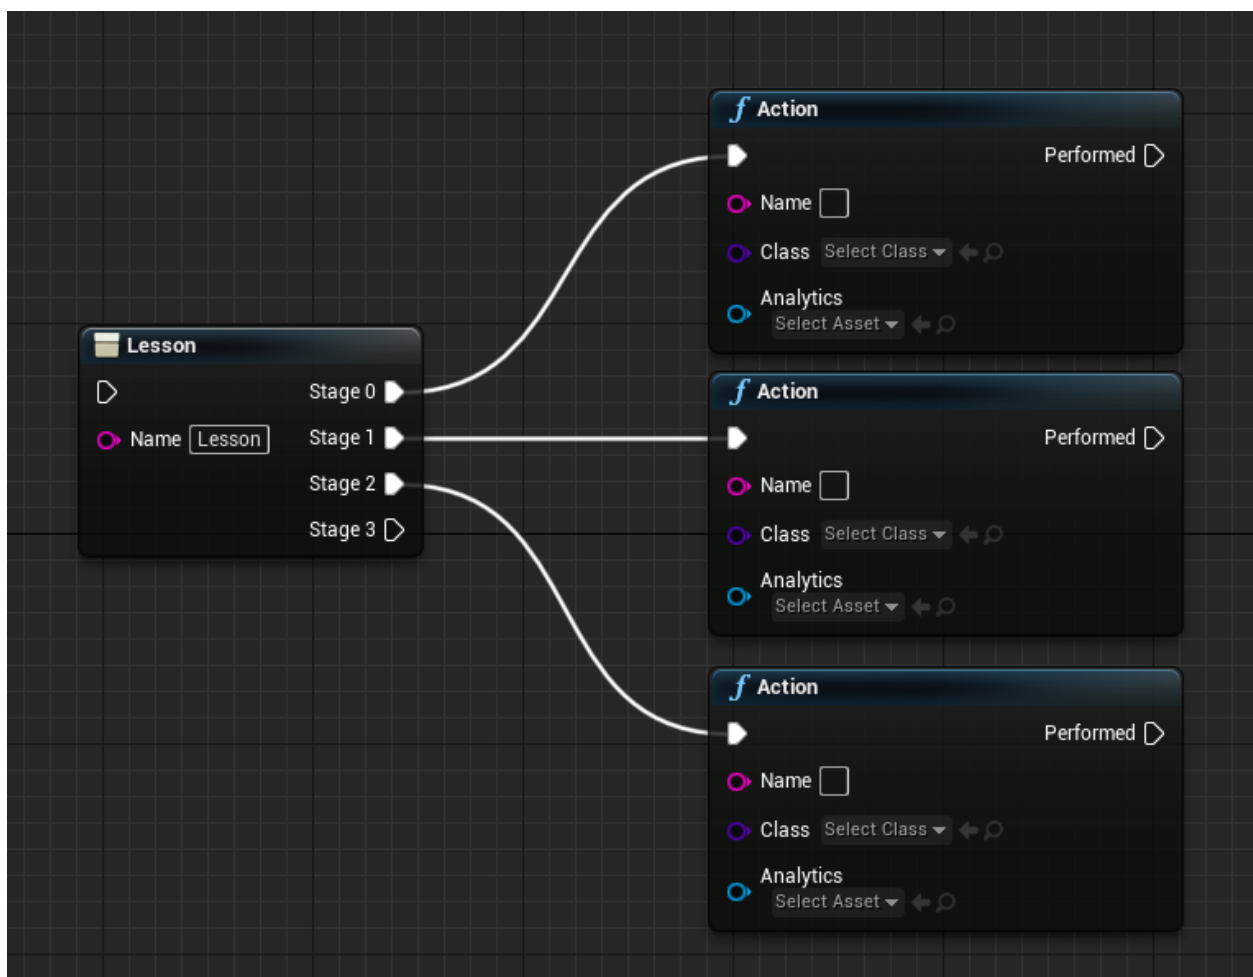 Lesson
Stage 0
Name Lesson Stage 1
Stage 2
Stage 3
Action
Performed
Name
Class Select Class
Analytics
Select Asset
Action
Performed
Name
Class Select Class
Analytics
Select Asset
Action
Performed
Name
Class Select Class
Analytics
Select Asset